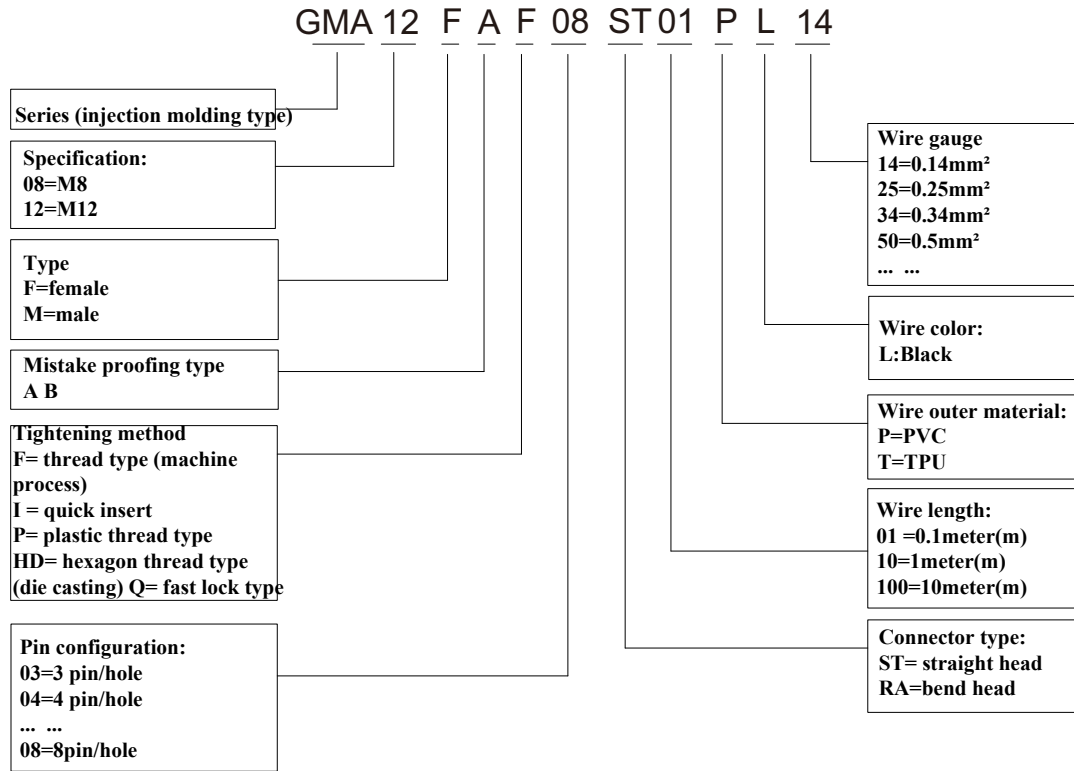 GMA 12 F A F 08 ST 01 P L 14
Series (injection molding type)
Specification:
08=M8
12=M12
Type
F=female
M=male
Mistake proofing type
A B
Tightening method
F= thread type (machine
process)
I = quick insert
P= plastic thread type
HD= hexagon thread type
(die casting) Q= fast lock type
Pin configuration:
03=3 pin/hole
04=4 pin/hole
... ...
08=8pin/hole
Wire gauge
14=0.14mm²
25=0.25mm²
34=0.34mm²
50=0.5mm²
... ...
Wire color:
L:Black
Wire outer material:
P=PVC
T=TPU
Wire length:
01 =0.1meter(m)
10=1meter(m)
100=10meter(m)
Connector type:
ST= straight head
RA=bend head